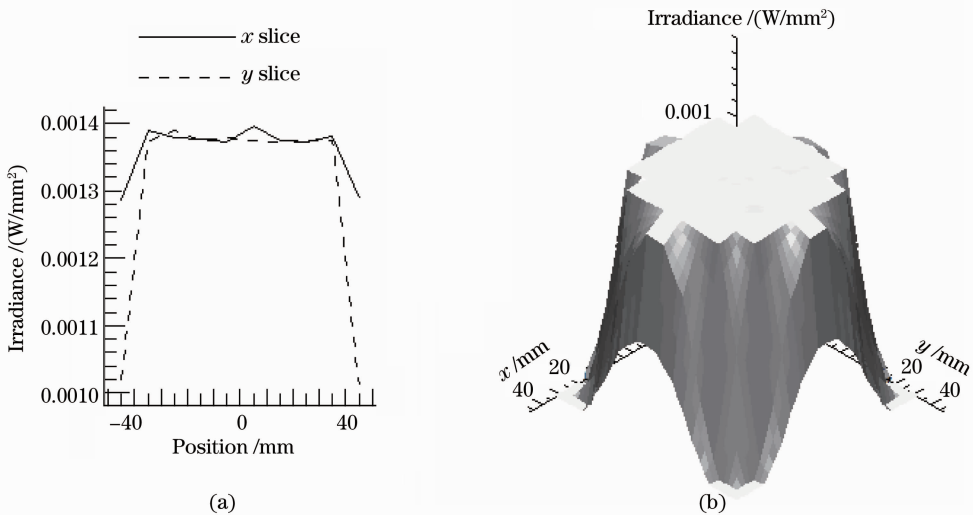 x slice
y slice
0.0014
0.0013
0.0012
0.0011
0.0010
Irradiance /(W/mm²)
−40
0
40
Position /mm
(a)
Irradiance /(W/mm²)
0.001
x /mm
20
40
y /mm
20
40
(b)